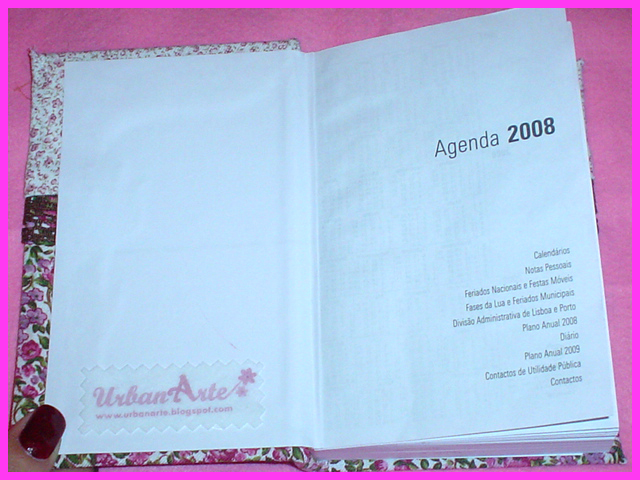 UrbanArte
www.urbanarte.blogspot.com
Agenda 2008
Calendários
Notas Pessoais
Feriados Nacionais e Festas Móveis
Fases da Lua e Feriados Municipais
Divisão Administrativa de Lisboa e Porto
Plano Anual 2008
Diário
Plano Anual 2009
Contactos de Utilidade Pública
Contactos